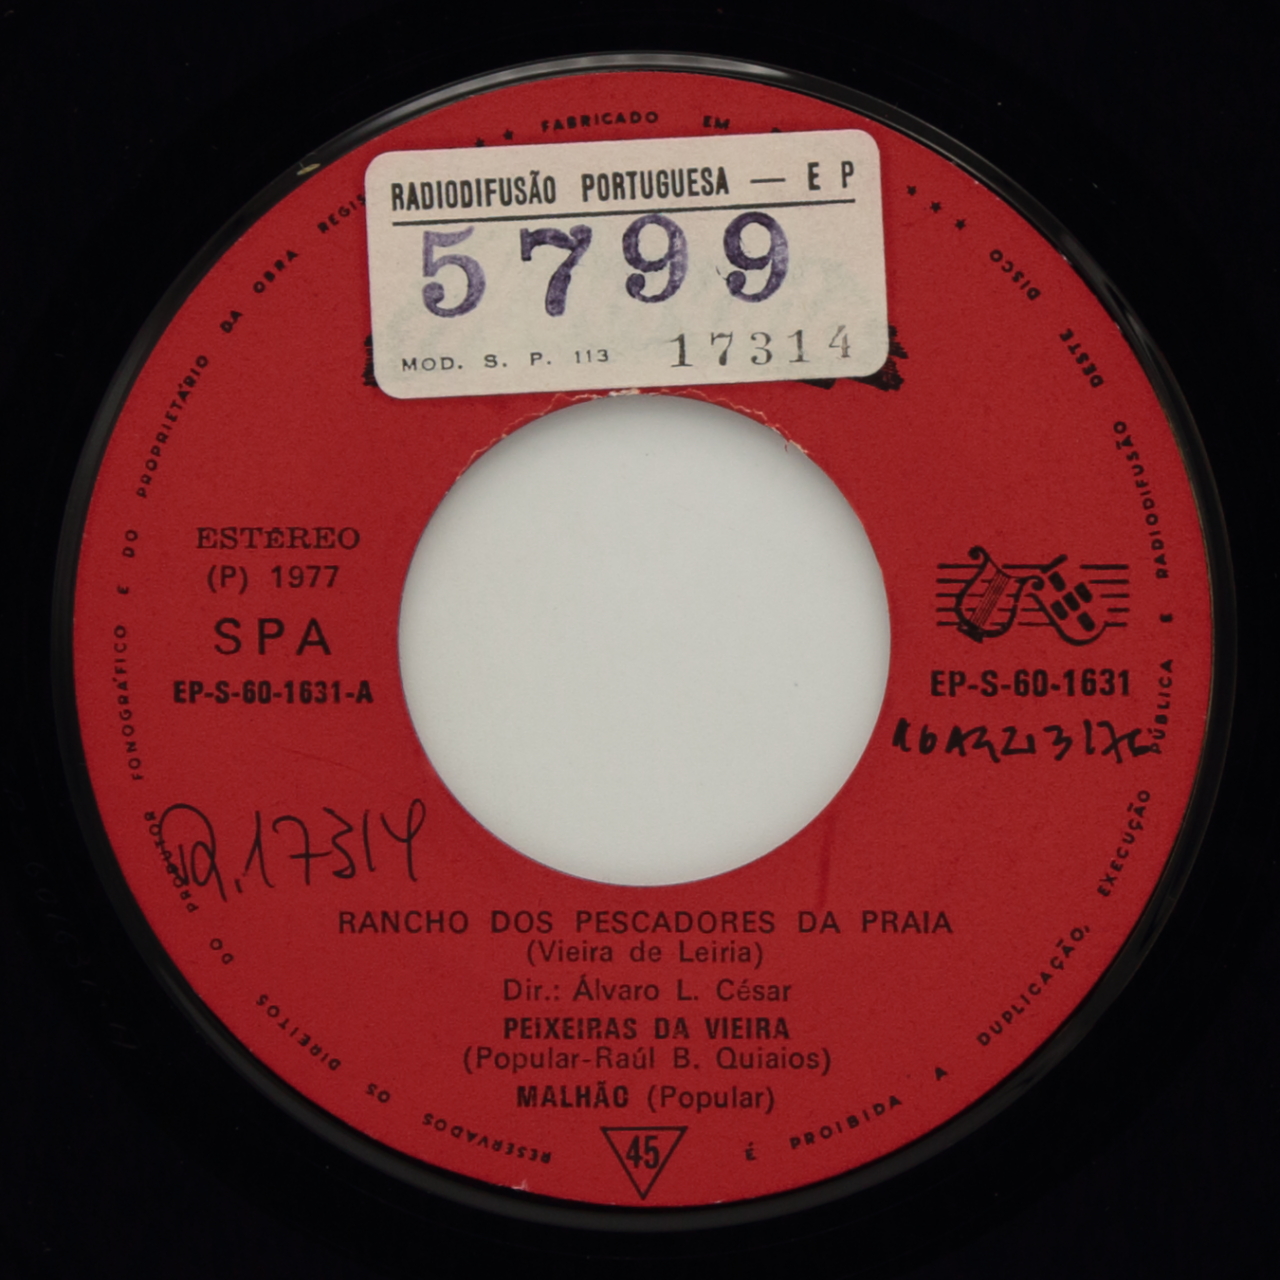 ★ ★ FABRICADO EM
★ ★ ★ DISCO DESTE RADIODIFUSÃO E PÚBLICA EXECUÇÃO DUPLICAÇÃO, A PROIBIDA É
RESERVADOS OS DIREITOS DO PRODUTOR FONOGRÁFICO E DO PROPRIETÁRIO DA OBRA
RADIODIFUSÃO PORTUGUESA — E P
5799
MOD. S. P. 113 17314
ESTÉREO
(P) 1977
SPA
EP-S-60-1631-A
EP-S-60-1631
17314
RANCHO DOS PESCADORES DA PRAIA
(Vieira de Leiria)
Dir.: Álvaro L. César
PEIXEIRAS DA VIEIRA
(Popular-Raúl B. Quiaios)
MALHÃO (Popular)
45